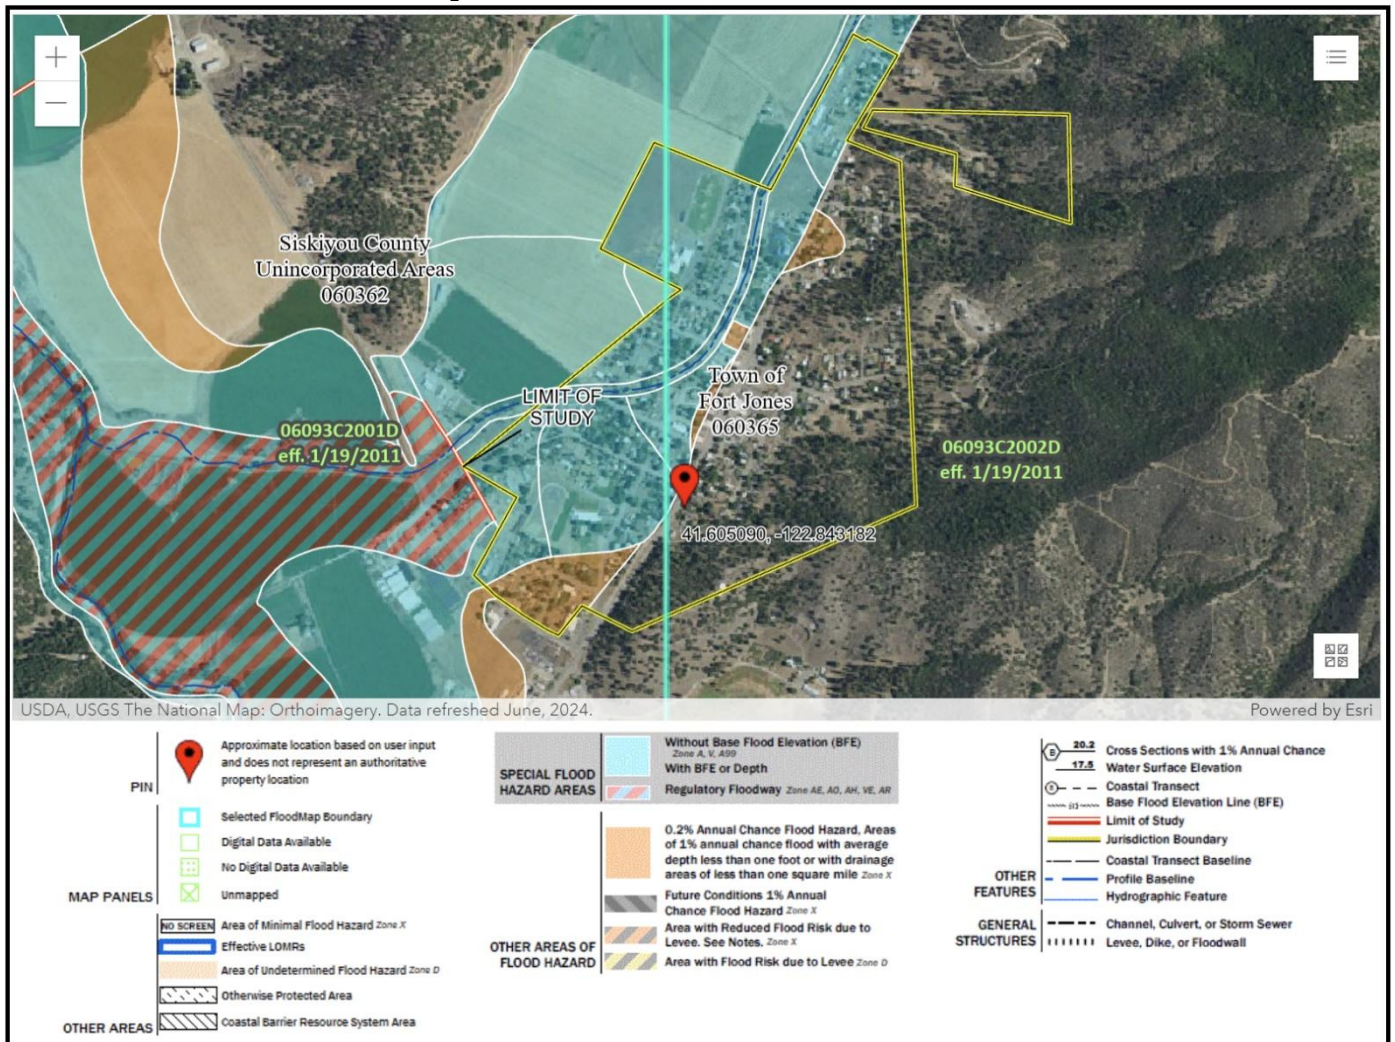 Siskiyou County
Unincorporated Areas
060362
LIMIT OF
STUDY
Town of
Fort Jones
060365
06093C2001D
eff. 1/19/2011
06093C2002D
eff. 1/19/2011
41.605090, -122.843182
USDA, USGS The National Map: Orthoimagery. Data refreshed June, 2024.
Powered by Esri
PIN
Approximate location based on user input
and does not represent an authoritative
property location
MAP PANELS
Selected FloodMap Boundary
Digital Data Available
No Digital Data Available
Unmapped
OTHER AREAS
NO SCREEN Area of Minimal Flood Hazard Zone X
Effective LOMRs
Area of Undetermined Flood Hazard Zone D
Otherwise Protected Area
Coastal Barrier Resource System Area
SPECIAL FLOOD
HAZARD AREAS
Without Base Flood Elevation (BFE)
Zone A, V, A99
With BFE or Depth
Regulatory Floodway Zone AE, AO, AH, VE, AR
OTHER AREAS OF
FLOOD HAZARD
0.2% Annual Chance Flood Hazard, Areas
of 1% annual chance flood with average
depth less than one foot or with drainage
areas of less than one square mile Zone X
Future Conditions 1% Annual
Chance Flood Hazard Zone X
Area with Reduced Flood Risk due to
Levee. See Notes. Zone X
Area with Flood Risk due to Levee Zone D
OTHER
FEATURES
B 20.2 Cross Sections with 1% Annual Chance
17.5 Water Surface Elevation
Coastal Transect
Base Flood Elevation Line (BFE)
Limit of Study
Jurisdiction Boundary
Coastal Transect Baseline
Profile Baseline
Hydrographic Feature
GENERAL
STRUCTURES
Channel, Culvert, or Storm Sewer
Levee, Dike, or Floodwall